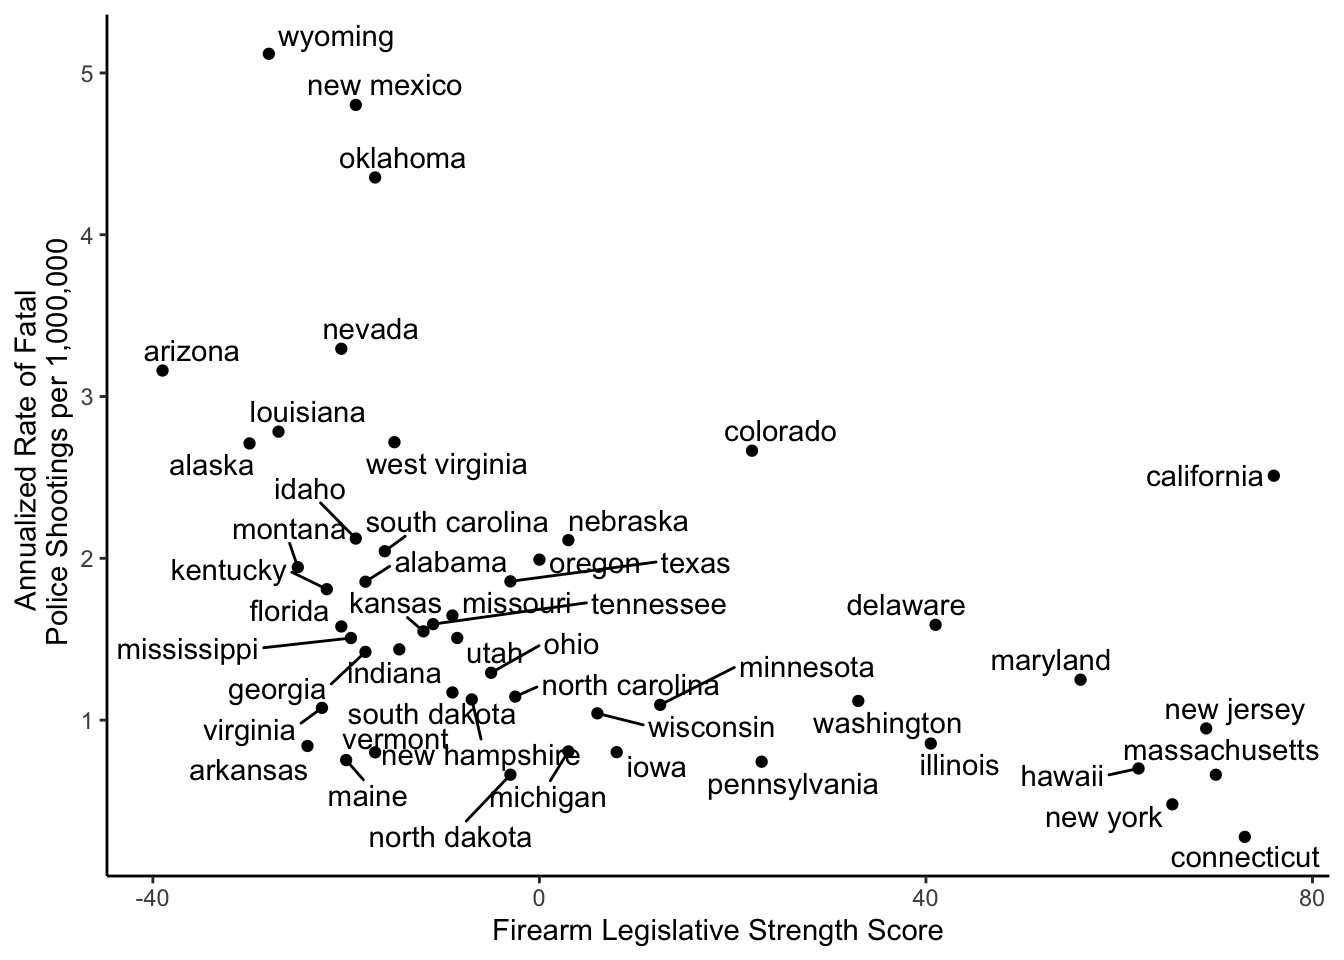 wyoming
new mexico
oklahoma
nevada
arizona
louisiana
alaska
west virginia
colorado
california
idaho
montana
south carolina
nebraska
kentucky
alabama
oregon
texas
florida
kansas
missouri
tennessee
delaware
mississippi
utah
ohio
indiana
georgia
north carolina
minnesota
maryland
virginia
south dakota
wisconsin
washington
new jersey
vermont
new hampshire
massachusetts
arkansas
iowa
illinois
hawaii
maine
michigan
pennsylvania
new york
north dakota
connecticut
5
4
3
2
1
-40
0
40
80
Annualized Rate of Fatal
Police Shootings per 1,000,000
Firearm Legislative Strength Score